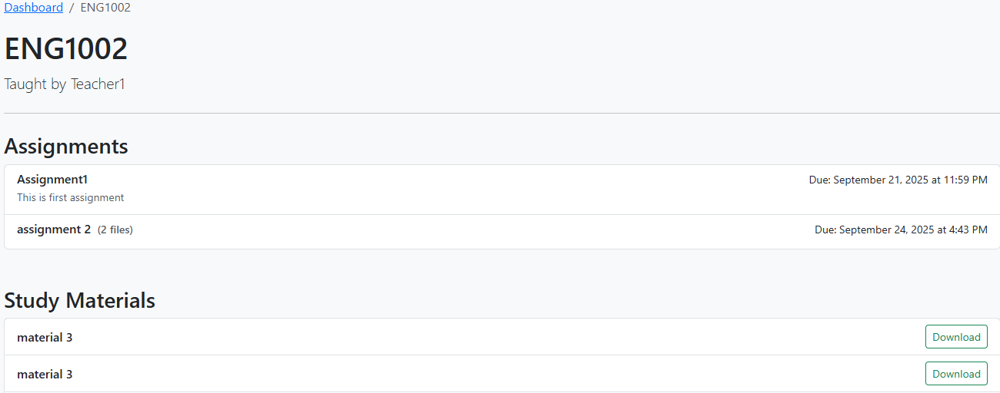 Dashboard / ENG1002
ENG1002
Taught by Teacher1
Assignments
Assignment1 Due: September 21, 2025 at 11:59 PM
This is first assignment
assignment 2 (2 files) Due: September 24, 2025 at 4:43 PM
Study Materials
material 3 Download
material 3 Download